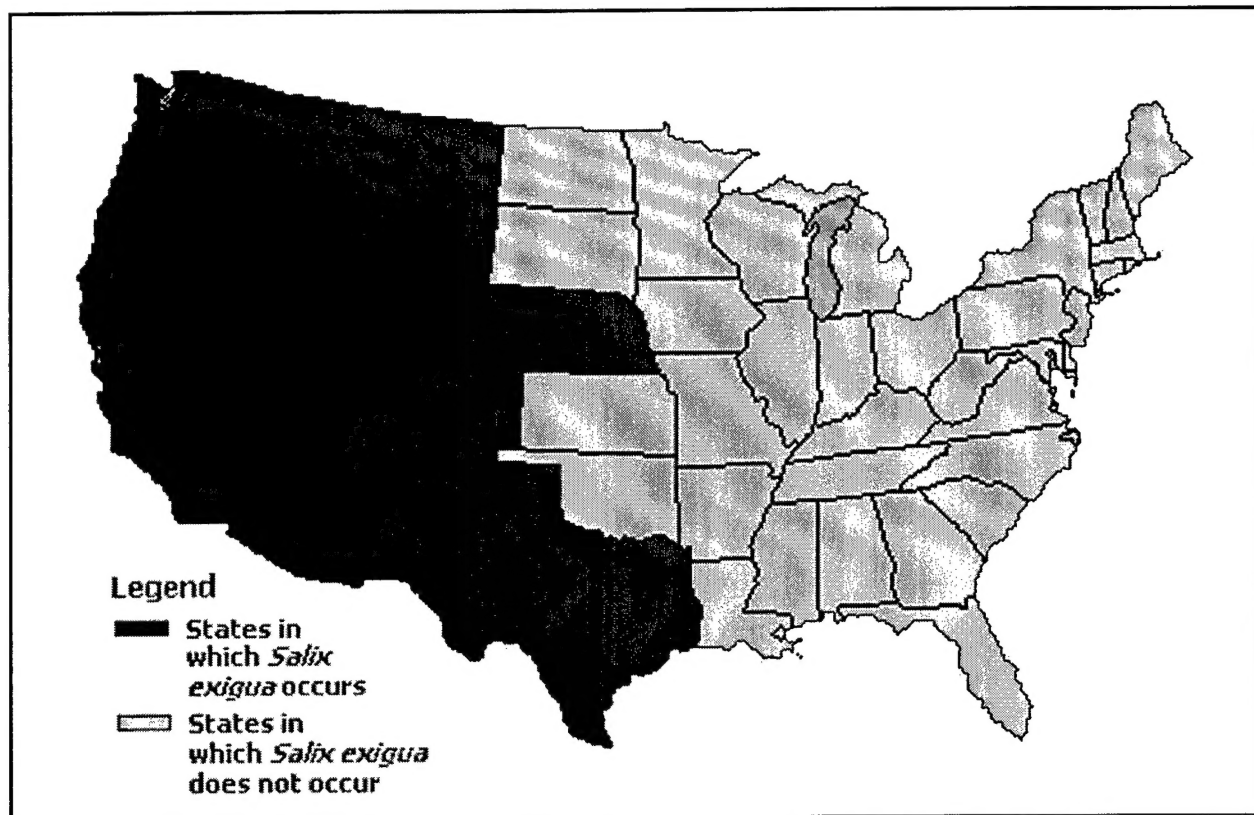 Legend
States in
which Salix
exigua occurs
States in
which Salix exigua
does not occur